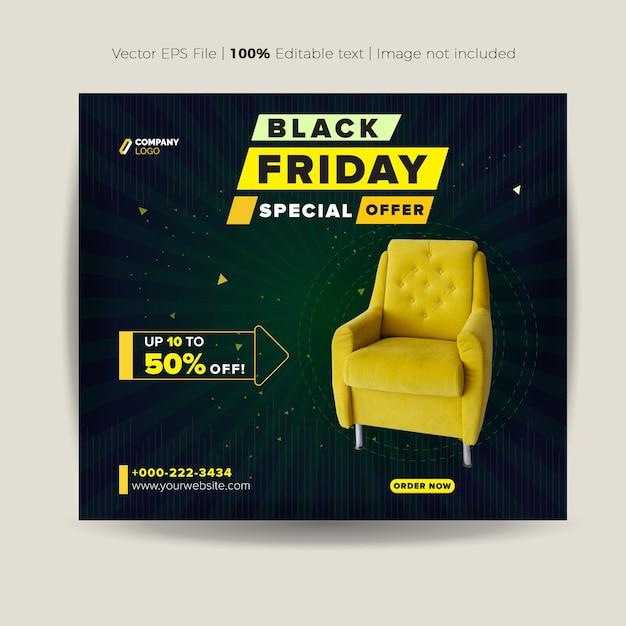 Vector EPS File | 100% Editable text | Image not included
COMPANY
LOGO
BLACK
FRIDAY
SPECIAL OFFER
UP 10 TO
50% OFF!
+000-222-3434
www.yourwebsite.com
ORDER NOW